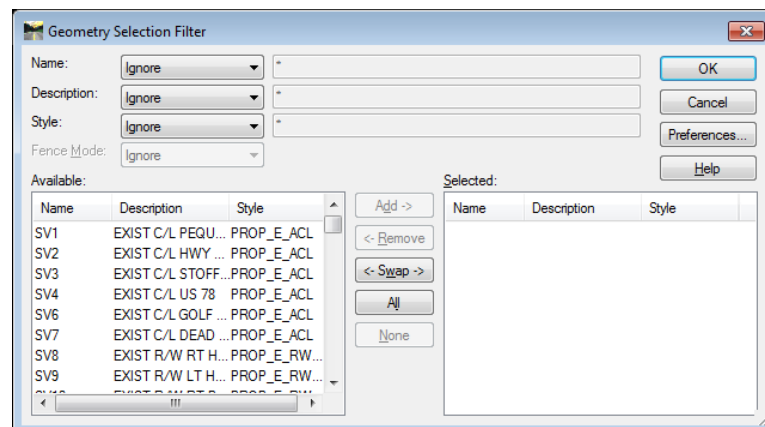 Geometry Selection Filter
Name: Ignore *
OK
Description: Ignore *
Cancel
Style: Ignore *
Preferences...
Fence Mode: Ignore
Help
Available:
Selected:
Name Description Style
Add ->
Name Description Style
SV1 EXIST C/L PEQU... PROP_E_ACL
SV2 EXIST C/L HWY ... PROP_E_ACL
<- Remove
SV3 EXIST C/L STOFF... PROP_E_ACL
<- Swap ->
SV4 EXIST C/L US 78 PROP_E_ACL
SV6 EXIST C/L GOLF ... PROP_E_ACL
All
SV7 EXIST C/L DEAD ... PROP_E_ACL
None
SV8 EXIST R/W RT H... PROP_E_RW...
SV9 EXIST R/W LT H... PROP_E_RW...